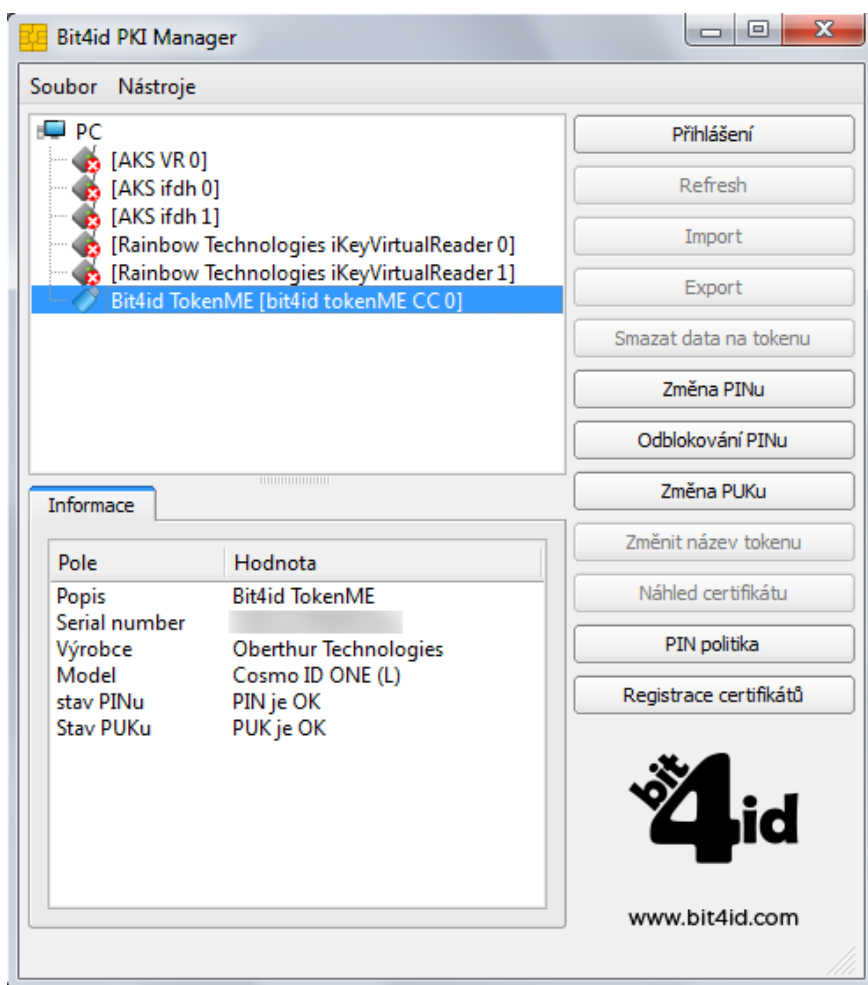 Bit4id PKI Manager
Soubor Nástroje
PC
[AKS VR 0]
[AKS ifdh 0]
[AKS ifdh 1]
[Rainbow Technologies iKeyVirtualReader 0]
[Rainbow Technologies iKeyVirtualReader 1]
Bit4id TokenME [bit4id tokenME CC 0]
Přihlášení
Refresh
Import
Export
Smazat data na tokenu
Změna PINu
Odblokování PINu
Změna PUKu
Změnit název tokenu
Náhled certifikátu
PIN politika
Registrace certifikátů
Informace
Pole Hodnota
Popis Bit4id TokenME
Serial number
Výrobce Oberthur Technologies
Model Cosmo ID ONE (L)
stav PINu PIN je OK
Stav PUKu PUK je OK
bit4id
www.bit4id.com